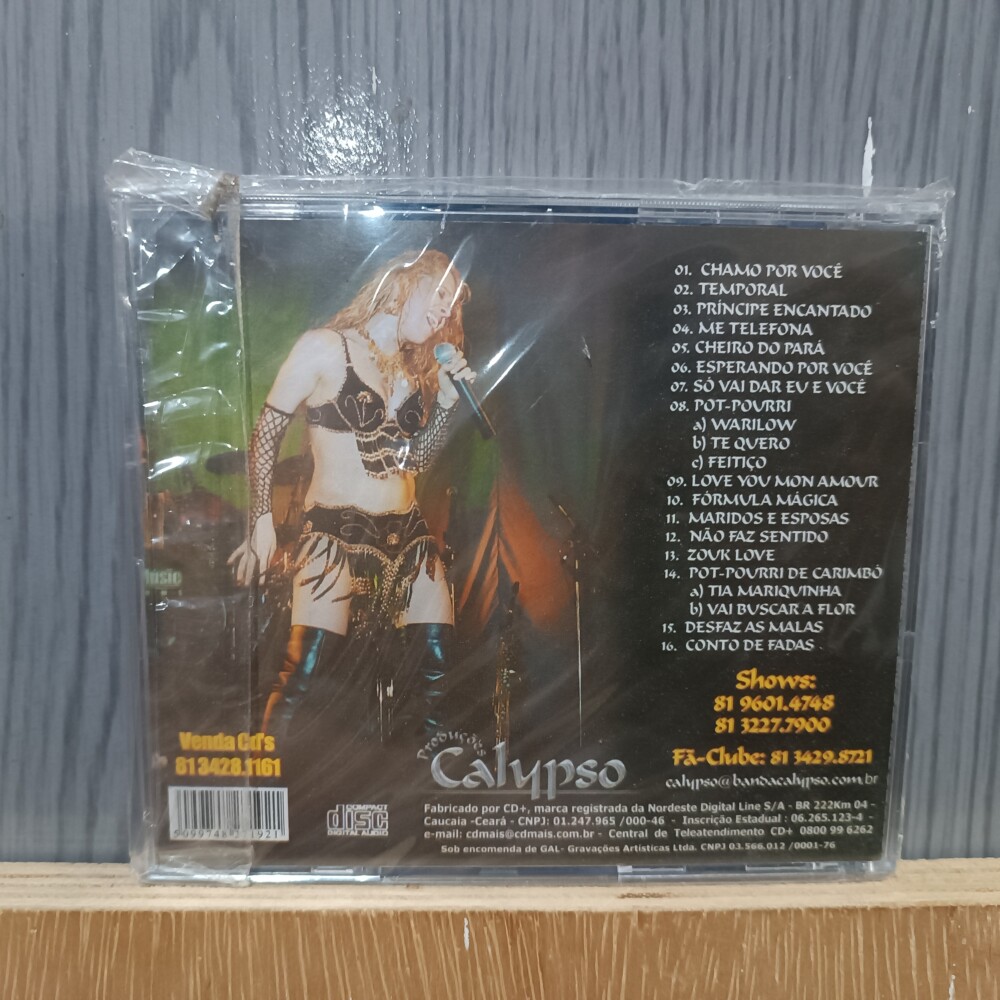 01. CHAMO POR VOCÊ
02. TEMPORAL
03. PRÍNCIPE ENCANTADO
04. ME TELEFONA
05. CHEIRO DO PARÁ
06. ESPERANDO POR VOCÊ
07. SÓ VAI DAR EU E VOCÊ
08. POT-POURRI
a) WARILOW
b) TE QUERO
c) FEITIÇO
09. LOVE YOU MON AMOUR
10. FÓRMULA MÁGICA
11. MARIDOS E ESPOSAS
12. NÃO FAZ SENTIDO
13. ZOUK LOVE
14. POT-POURRI DE CARIMBÓ
a) TIA MARIQUINHA
b) VAI BUSCAR A FLOR
15. DESFAZ AS MALAS
16. CONTO DE FADAS
Shows:
81 9601.4748
81 3227.7900
Fã-Clube: 81 3429.8721
calypso@bandacalypso.com.br
Venda Cd's
81 3428.1161
Produções
Calypso
COMPACT
disc
DIGITAL AUDIO
Fabricado por CD+, marca registrada da Nordeste Digital Line S/A - BR 222Km 04 -
Caucaia -Ceará - CNPJ: 01.247.965 /000-46 - Inscrição Estadual : 06.265.123-4 -
e-mail: cdmais@cdmais.com.br - Central de Teleatendimento CD+ 0800 99 6262
Sob encomenda de GAL- Gravações Artísticas Ltda. CNPJ 03.566.012 /0001-76